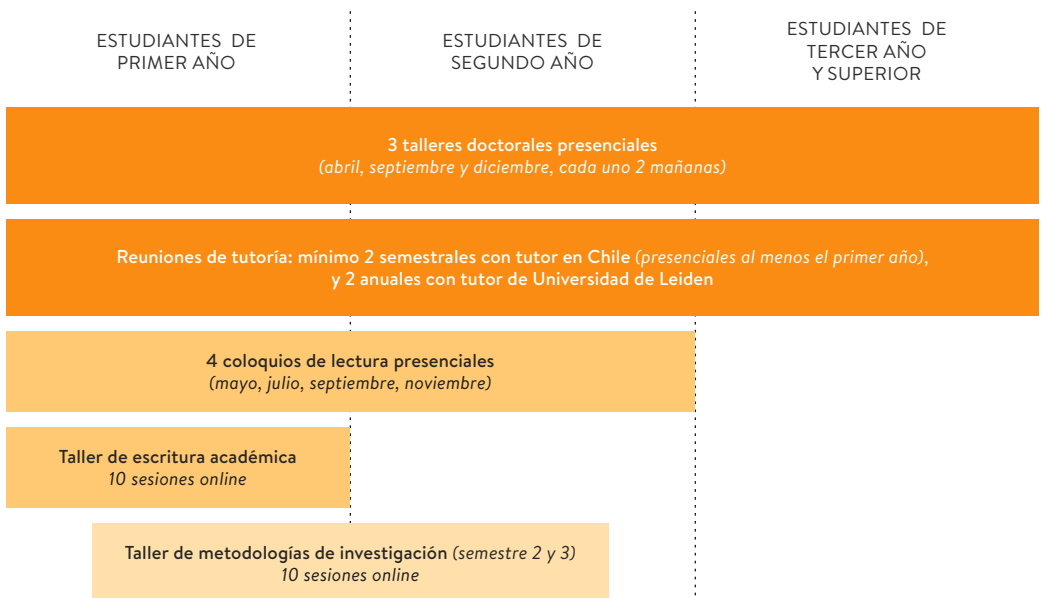 ESTUDIANTES DE
PRIMER AÑO
ESTUDIANTES DE
SEGUNDO AÑO
ESTUDIANTES DE
TERCER AÑO
Y SUPERIOR
3 talleres doctorales presenciales
(abril, septiembre y diciembre, cada uno 2 mañanas)
Reuniones de tutoría: mínimo 2 semestrales con tutor en Chile (presenciales al menos el primer año),
y 2 anuales con tutor de Universidad de Leiden
4 coloquios de lectura presenciales
(mayo, julio, septiembre, noviembre)
Taller de escritura académica
10 sesiones online
Taller de metodologías de investigación (semestre 2 y 3)
10 sesiones online